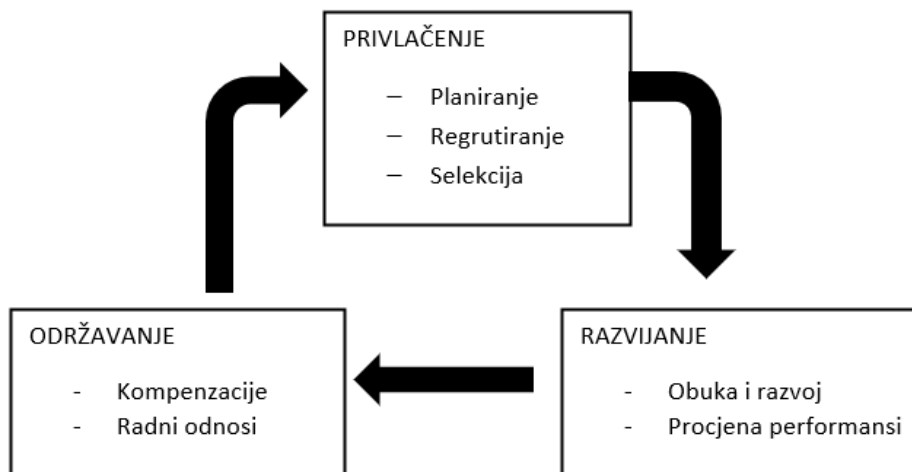 PRIVLAČENJE
– Planiranje
– Regrutiranje
– Selekcija
ODRŽAVANJE
- Kompenzacije
- Radni odnosi
RAZVIJANJE
- Obuka i razvoj
- Procjena performansi